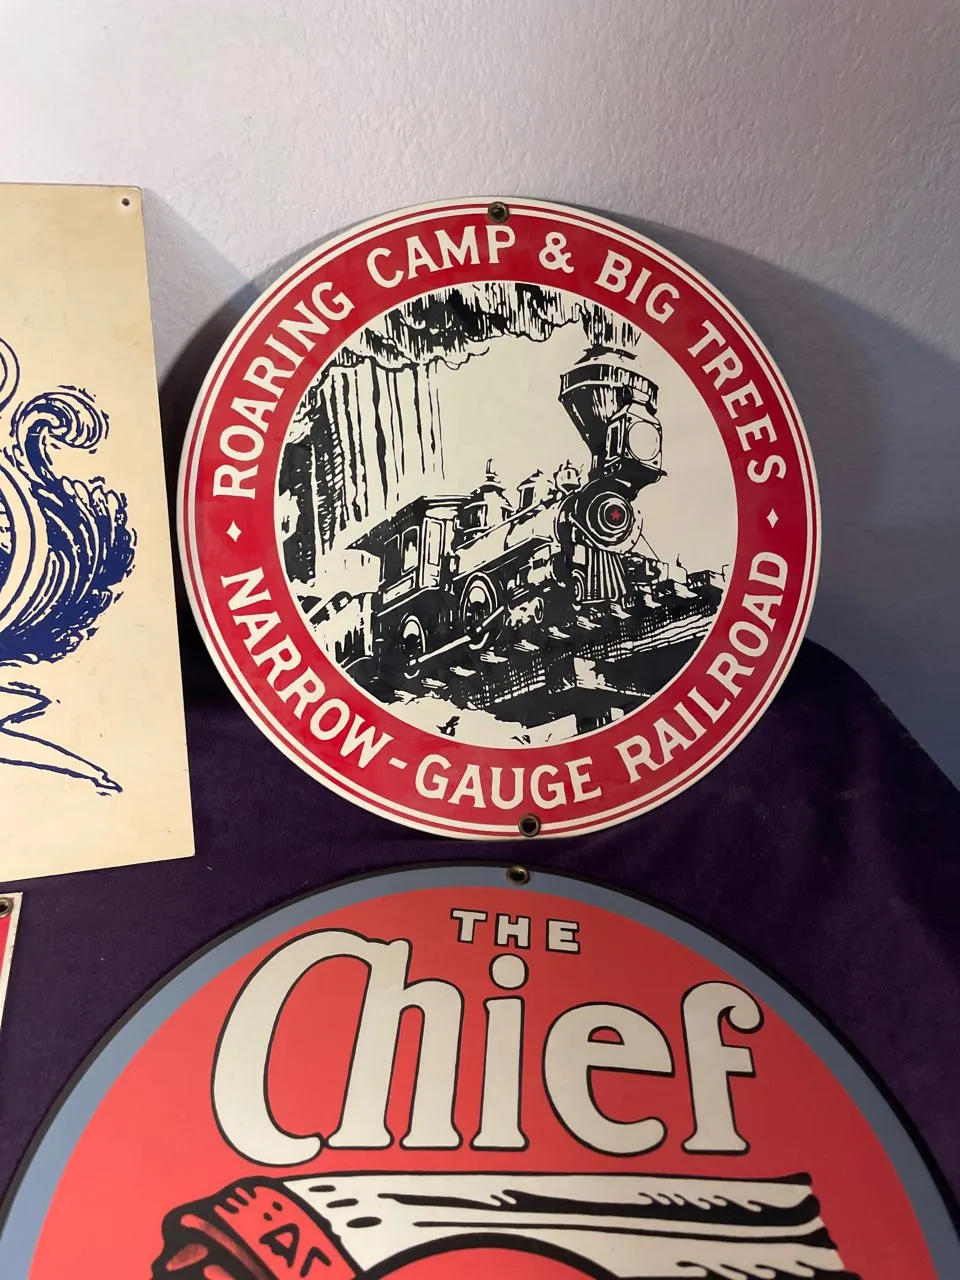 ROARING CAMP & BIG TREES
NARROW-GAUGE RAILROAD
THE
Chief